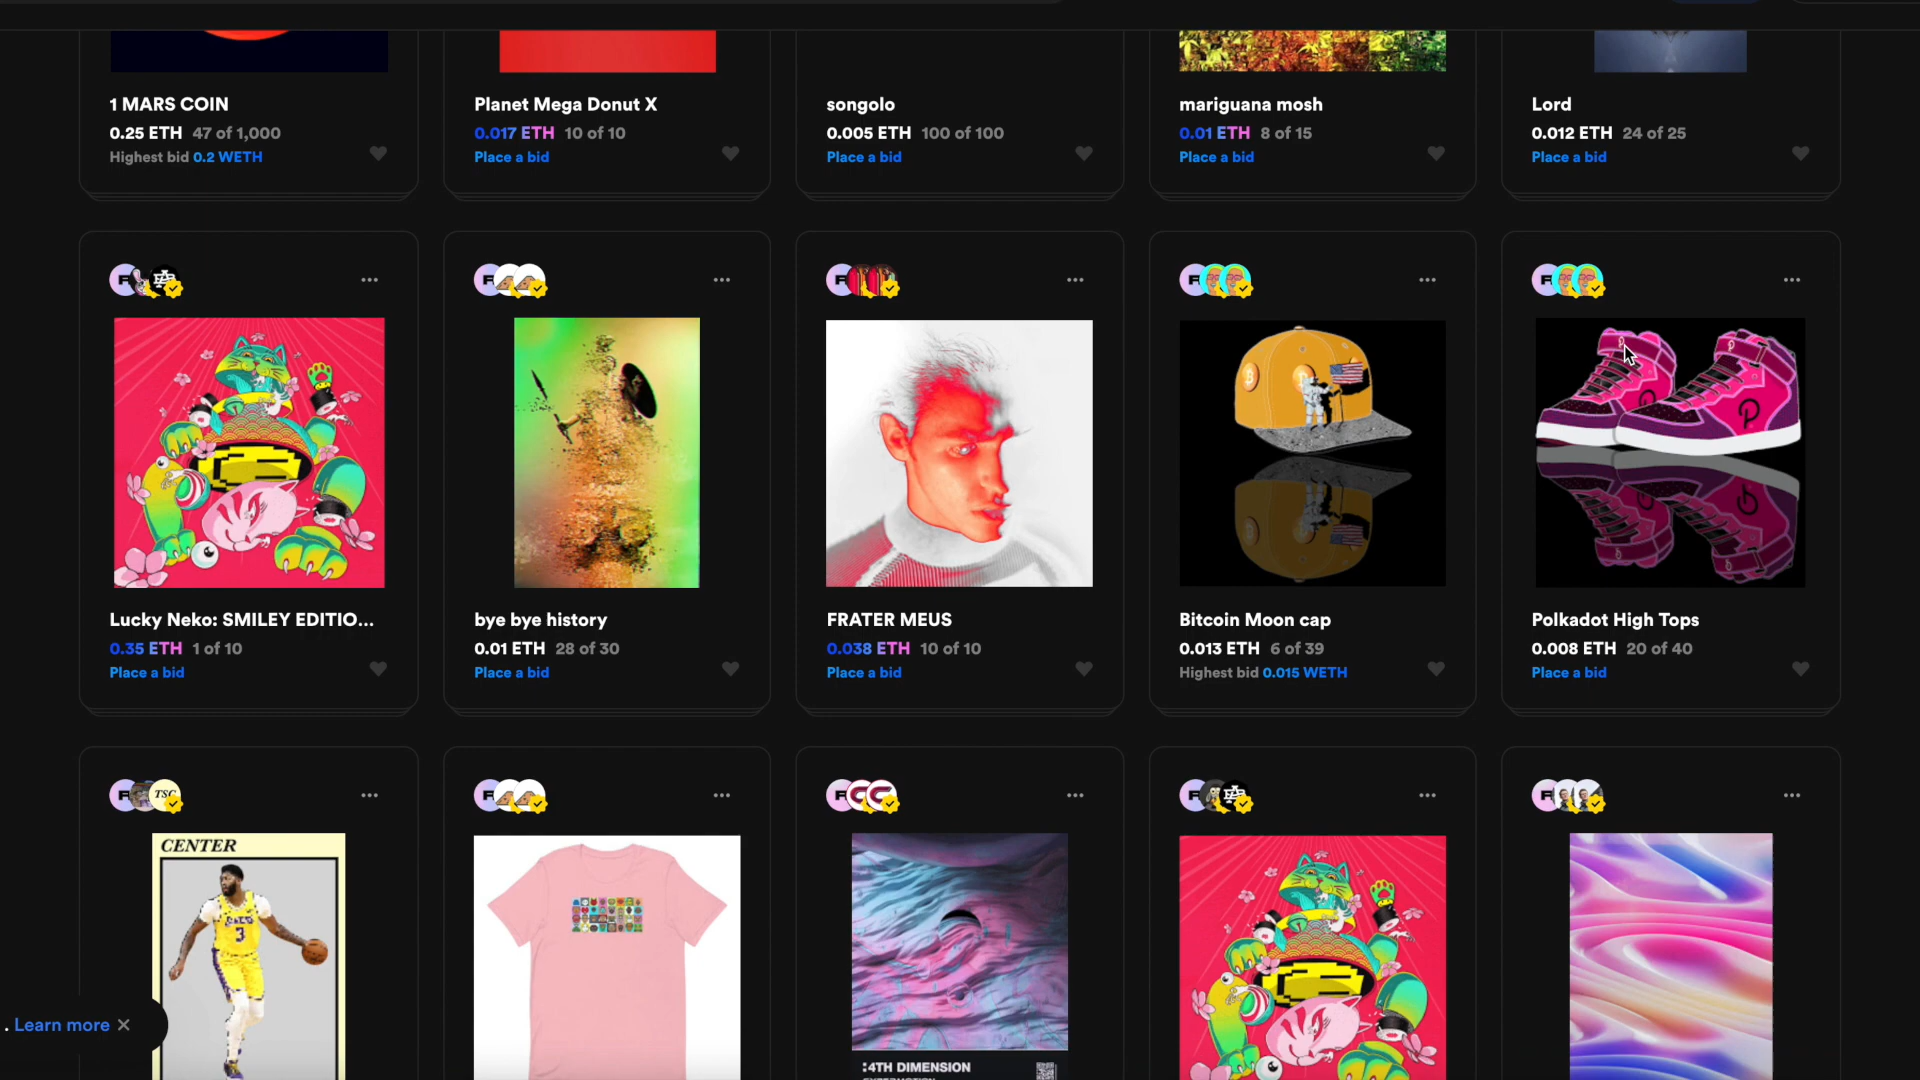 1 MARS COIN
0.25 ETH 47 of 1,000
Highest bid 0.2 WETH
Planet Mega Donut X
0.017 ETH 10 of 10
Place a bid
songolo
0.005 ETH 100 of 100
Place a bid
mariguana mosh
0.01 ETH 8 of 15
Place a bid
Lord
0.012 ETH 24 of 25
Place a bid
Lucky Neko: SMILEY EDITIO...
0.35 ETH 1 of 10
Place a bid
bye bye history
0.01 ETH 28 of 30
Place a bid
FRATER MEUS
0.038 ETH 10 of 10
Place a bid
Bitcoin Moon cap
0.013 ETH 6 of 39
Highest bid 0.015 WETH
Polkadot High Tops
0.008 ETH 20 of 40
Place a bid
TSC
CENTER
3
:4TH DIMENSION
. Learn more ×